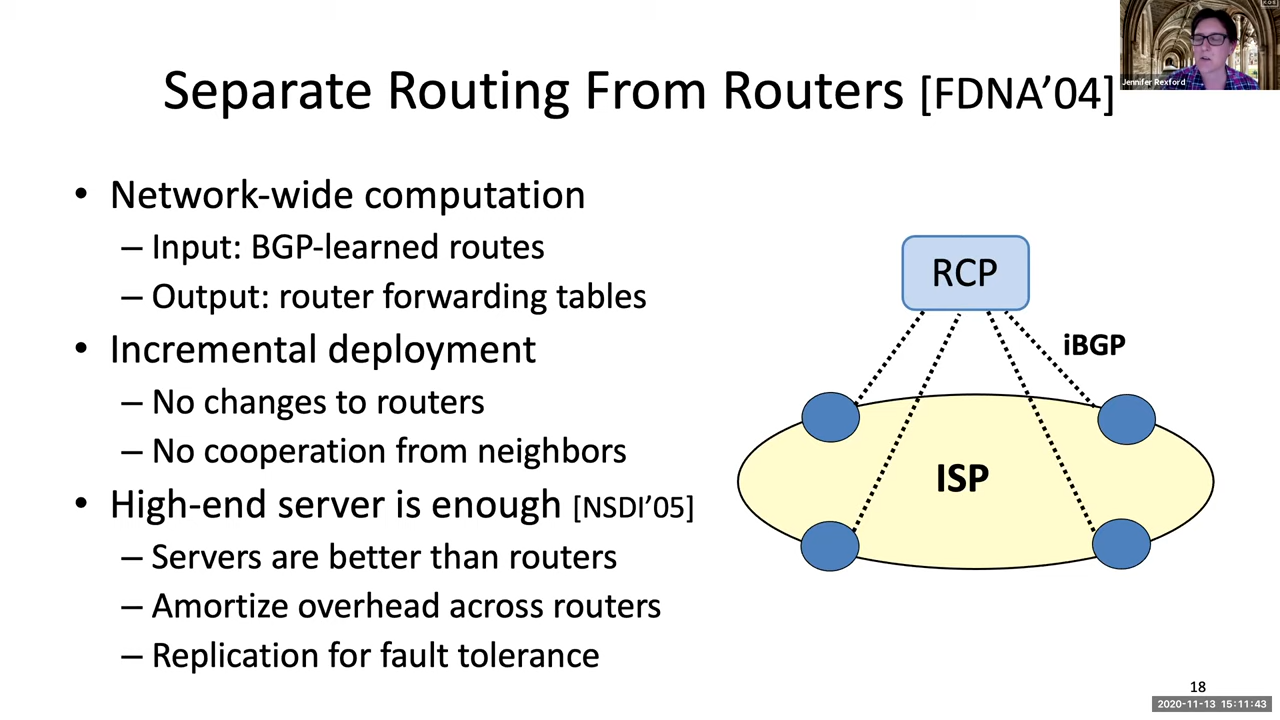 Separate Routing From Routers [FDNA’04]
Jennifer Rexford
• Network-wide computation
– Input: BGP-learned routes
– Output: router forwarding tables
• Incremental deployment
– No changes to routers
– No cooperation from neighbors
• High-end server is enough [NSDI’05]
– Servers are better than routers
– Amortize overhead across routers
– Replication for fault tolerance
RCP
iBGP
ISP
18
2020-11-13 15:11:43